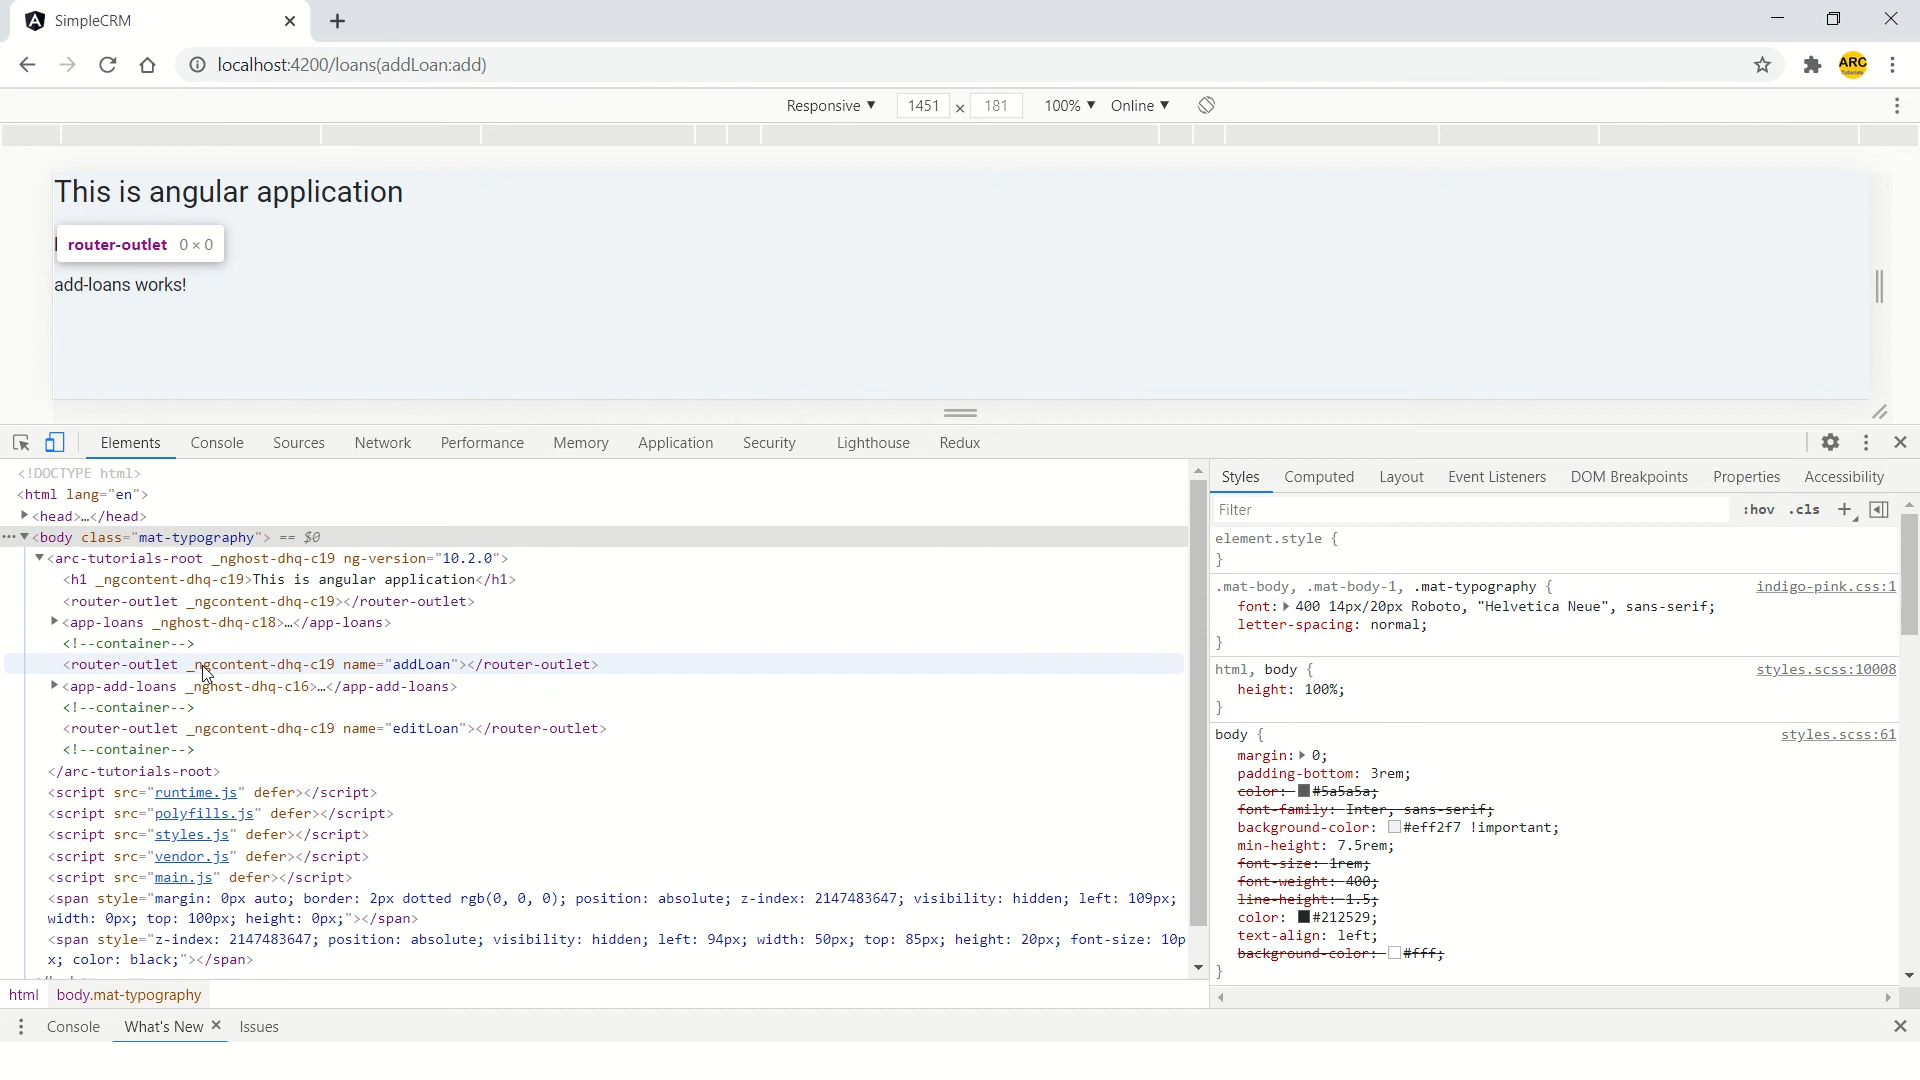 SimpleCRM
localhost:4200/loans(addLoan:add)
ARC
Tutorials
Responsive ▼ 1451 × 181 100% ▼ Online ▼
This is angular application
router-outlet 0 × 0
add-loans works!
Elements Console Sources Network Performance Memory Application Security Lighthouse Redux
<!DOCTYPE html>
<html lang="en">
<head>…</head>
<body class="mat-typography"> == $0
<arc-tutorials-root _nghost-dhq-c19 ng-version="10.2.0">
<h1 _ngcontent-dhq-c19>This is angular application</h1>
<router-outlet _ngcontent-dhq-c19></router-outlet>
<app-loans _nghost-dhq-c18>…</app-loans>
<!--container-->
<router-outlet _ngcontent-dhq-c19 name="addLoan"></router-outlet>
<app-add-loans _nghost-dhq-c16>…</app-add-loans>
<!--container-->
<router-outlet _ngcontent-dhq-c19 name="editLoan"></router-outlet>
<!--container-->
</arc-tutorials-root>
<script src="runtime.js" defer></script>
<script src="polyfills.js" defer></script>
<script src="styles.js" defer></script>
<script src="vendor.js" defer></script>
<script src="main.js" defer></script>
<span style="margin: 0px auto; border: 2px dotted rgb(0, 0, 0); position: absolute; z-index: 2147483647; visibility: hidden; left: 109px;
width: 0px; top: 100px; height: 0px;"></span>
<span style="z-index: 2147483647; position: absolute; visibility: hidden; left: 94px; width: 50px; top: 85px; height: 20px; font-size: 10p
x; color: black;"></span>
html body.mat-typography
Styles Computed Layout Event Listeners DOM Breakpoints Properties Accessibility
Filter :hov .cls
element.style {
}
.mat-body, .mat-body-1, .mat-typography { indigo-pink.css:1
font: 400 14px/20px Roboto, "Helvetica Neue", sans-serif;
letter-spacing: normal;
}
html, body { styles.scss:10008
height: 100%;
}
body { styles.scss:61
margin: 0;
padding-bottom: 3rem;
color: #5a5a5a;
font-family: Inter, sans-serif;
background-color: #eff2f7 !important;
min-height: 7.5rem;
font-size: 1rem;
font-weight: 400;
line-height: 1.5;
color: #212529;
text-align: left;
background-color: #fff;
}
Console What's New Issues